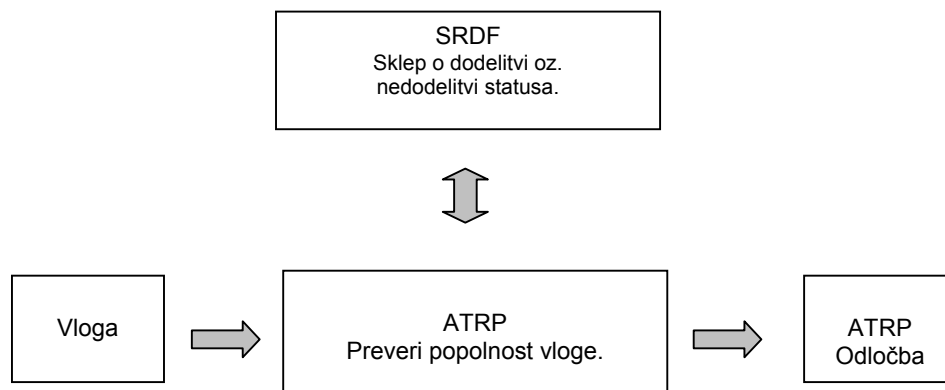 SRDF
Sklep o dodelitvi oz.
nedodelitvi statusa.
Vloga
ATRP
Preveri popolnost vloge.
ATRP
Odločba